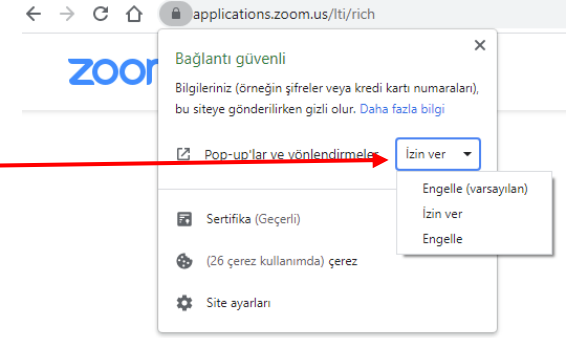 applications.zoom.us/lti/rich
zoo
Bağlantı güvenli
Bilgileriniz (örneğin şifreler veya kredi kartı numaraları),
bu siteye gönderilirken gizli olur. Daha fazla bilgi
Pop-up'lar ve yönlendirmeler İzin ver
Engelle (varsayılan)
İzin ver
Engelle
Sertifika (Geçerli)
(26 çerez kullanımda) çerez
Site ayarları